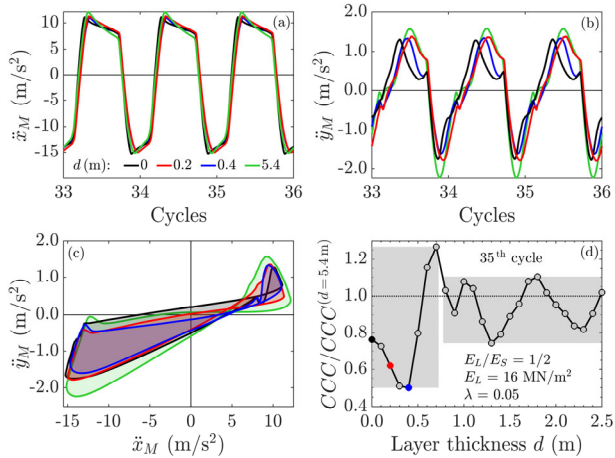 (a)
ẍ_M (m/s²)
10
5
0
-5
-10
-15
d (m): 0 0.2 0.4 5.4
33 34 35 36
Cycles
(b)
ÿ_M (m/s²)
2.0
1.0
0.0
-1.0
-2.0
33 34 35 36
Cycles
(c)
ÿ_M (m/s²)
2.0
1.0
0.0
-1.0
-2.0
-15 -10 -5 0 5 10
ẍ_M (m/s²)
35th cycle (d)
CCC/CCC^(d=5.4m)
1.2
1.0
0.8
0.6
0.4
E_L/E_S = 1/2
E_L = 16 MN/m²
λ = 0.05
0.0 0.5 1.0 1.5 2.0 2.5
Layer thickness d (m)